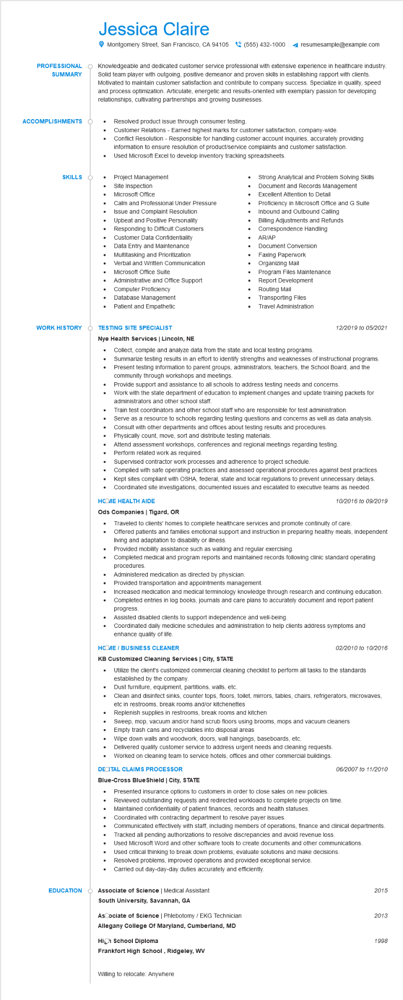 Jessica Claire
Montgomery Street, San Francisco, CA 94105 (555) 432-1000 resumesample@example.com
PROFESSIONAL SUMMARY
Knowledgeable and dedicated customer service professional with extensive experience in healthcare industry.
Solid team player with outgoing, positive demeanor and proven skills in establishing rapport with clients.
Motivated to maintain customer satisfaction and contribute to company success. Specialize in quality, speed
and process optimization. Articulate, energetic and results-oriented with exemplary passion for developing
relationships, cultivating partnerships and growing businesses.
ACCOMPLISHMENTS
• Resolved product issue through consumer testing.
• Customer Relations - Earned highest marks for customer satisfaction, company-wide.
• Conflict Resolution - Responsible for handling customer account inquiries, accurately providing
information to ensure resolution of product/service complaints and customer satisfaction.
• Used Microsoft Excel to develop inventory tracking spreadsheets.
SKILLS
• Project Management
• Site Inspection
• Microsoft Office
• Calm and Professional Under Pressure
• Issue and Complaint Resolution
• Upbeat and Positive Personality
• Responding to Difficult Customers
• Customer Data Confidentiality
• Data Entry and Maintenance
• Multitasking and Prioritization
• Verbal and Written Communication
• Microsoft Office Suite
• Administrative and Office Support
• Computer Proficiency
• Database Management
• Patient and Empathetic
• Strong Analytical and Problem Solving Skills
• Document and Records Management
• Excellent Attention to Detail
• Proficiency in Microsoft Office and G Suite
• Inbound and Outbound Calling
• Billing Adjustments and Refunds
• Correspondence Handling
• AR/AP
• Document Conversion
• Faxing Paperwork
• Organizing Mail
• Program Files Maintenance
• Report Development
• Routing Mail
• Transporting Files
• Travel Administration
WORK HISTORY
TESTING SITE SPECIALIST 12/2019 to 05/2021
Nye Health Services | Lincoln, NE
• Collect, compile and analyze data from the state and local testing programs.
• Summarize testing results in an effort to identify strengths and weaknesses of instructional programs.
• Present testing information to parent groups, administrators, teachers, the School Board, and the
community through workshops and meetings.
• Provide support and assistance to all schools to address testing needs and concerns.
• Work with the state department of education to implement changes and update training packets for
administrators and other school staff.
• Train test coordinators and other school staff who are responsible for test administration.
• Serve as a resource to schools regarding testing questions and concerns as well as data analysis.
• Consult with other departments and offices about testing results and procedures.
• Physically count, move, sort and distribute testing materials.
• Attend assessment workshops, conferences and regional meetings regarding testing.
• Perform related work as required.
• Supervised contractor work processes and adherence to project schedule.
• Complied with safe operating practices and assessed operational procedures against best practices.
• Kept sites compliant with OSHA, federal, state and local regulations to prevent unnecessary delays.
• Coordinated site investigations, documented issues and escalated to executive teams as needed.
HOME HEALTH AIDE 10/2016 to 09/2019
Ods Companies | Tigard, OR
• Traveled to clients' homes to complete healthcare services and promote continuity of care.
• Offered patients and families emotional support and instruction in preparing healthy meals, independent
living and adaptation to disability or illness.
• Provided mobility assistance such as walking and regular exercising.
• Completed medical and program reports and maintained records following clinic standard operating
procedures.
• Administered medication as directed by physician.
• Provided transportation and appointments management.
• Increased medication and medical terminology knowledge through research and continuing education.
• Completed entries in log books, journals and care plans to accurately document and report patient
progress.
• Assisted disabled clients to support independence and well-being.
• Coordinated daily medicine schedules and administration to help clients address symptoms and
enhance quality of life.
HOME / BUSINESS CLEANER 02/2010 to 10/2016
KB Customized Cleaning Services | City, STATE
• Utilize the client's customized commercial cleaning checklist to perform all tasks to the standards
established by the company.
• Dust furniture, equipment, partitions, walls, etc.
• Clean and disinfect sinks, counter tops, floors, toilet, mirrors, tables, chairs, refrigerators, microwaves,
etc in restrooms, break rooms and/or kitchenettes
• Replenish supplies in restrooms, break rooms and kitchen
• Sweep, mop, vacuum and/or hand scrub floors using brooms, mops and vacuum cleaners
• Empty trash cans and recyclables into disposal areas
• Wipe down walls and woodwork, doors, wall hangings, baseboards, etc.
• Delivered quality customer service to address urgent needs and cleaning requests.
• Worked on cleaning team to service hotels, offices and other commercial buildings.
DENTAL CLAIMS PROCESSOR 06/2007 to 11/2010
Blue-Cross BlueShield | City, STATE
• Presented insurance options to customers in order to close sales on new policies.
• Reviewed outstanding requests and redirected workloads to complete projects on time.
• Maintained confidentiality of patient finances, records and health statuses.
• Coordinated with contracting department to resolve payer issues.
• Communicated effectively with staff, including members of operations, finance and clinical departments.
• Tracked all pending authorizations to resolve discrepancies and avoid revenue loss.
• Used Microsoft Word and other software tools to create documents and other communications.
• Used critical thinking to break down problems, evaluate solutions and make decisions.
• Resolved problems, improved operations and provided exceptional service.
• Carried out day-day-day duties accurately and efficiently.
EDUCATION
Associate of Science | Medical Assistant 2015
South University, Savannah, GA
Associate of Science | Phlebotomy / EKG Technician 2013
Allegany College Of Maryland, Cumberland, MD
High School Diploma 1998
Frankfort High School , Ridgeley, WV
Willing to relocate: Anywhere